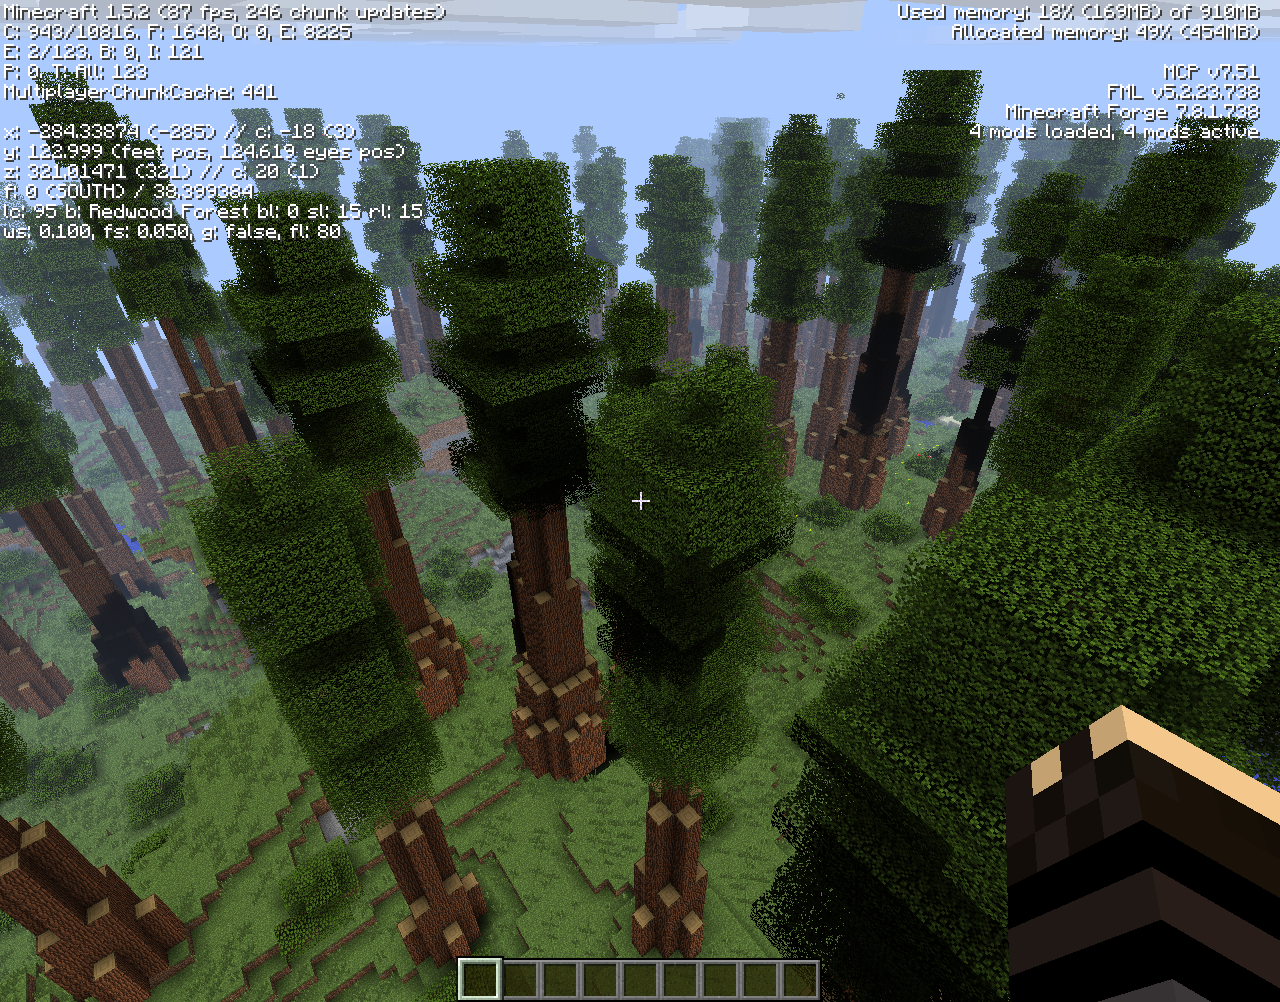 Minecraft 1.5.2 (87 fps, 246 chunk updates)
C: 943/10816. F: 1648, O: 0, E: 8225
E: 2/123. B: 0, I: 121
P: 0. T: All: 123
MultiplayerChunkCache: 441
x: -284.33874 (-285) // c: -18 (3)
y: 122.999 (feet pos, 124.619 eyes pos)
z: 321.01471 (321) // c: 20 (1)
f: 0 (SOUTH) / 38.399384
lc: 95 b: Redwood Forest bl: 0 sl: 15 rl: 15
ws: 0.100, fs: 0.050, g: false, fl: 80
Used memory: 18% (169MB) of 910MB
Allocated memory: 49% (454MB)
MCP v7.51
FML v5.2.23.738
Minecraft Forge 7.8.1.738
4 mods loaded, 4 mods active